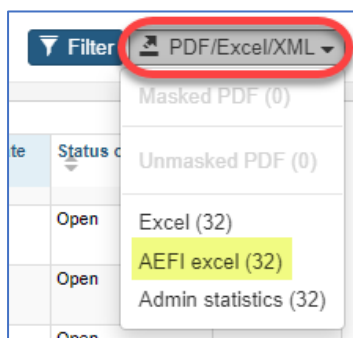 Filter
PDF/Excel/XML
te
Status o
Masked PDF (0)
Unmasked PDF (0)
Open
Excel (32)
AEFI excel (32)
Open
Admin statistics (32)
Open